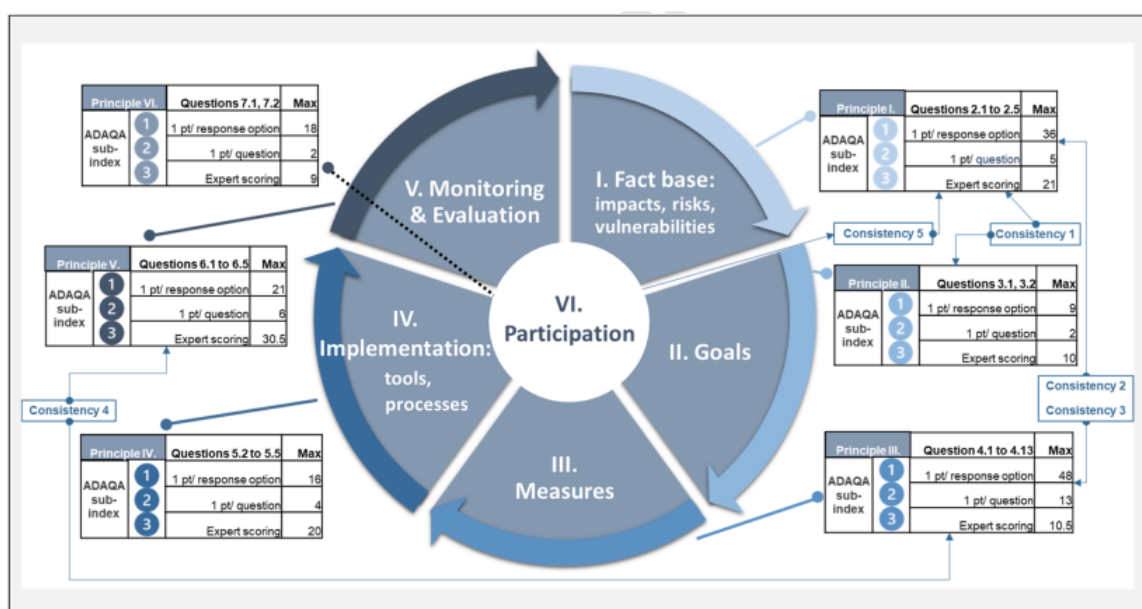 Principle VI. Questions 7.1, 7.2 Max
ADAQA sub-index
1 1 pt/ response option 18
2 1 pt/ question 2
3 Expert scoring 9
Principle I. Questions 2.1 to 2.5 Max
ADAQA sub-index
1 1 pt/ response option 36
2 1 pt/ question 5
3 Expert scoring 21
V. Monitoring
& Evaluation
I. Fact base:
impacts, risks,
vulnerabilities
Consistency 5
Consistency 1
Principle V. Questions 6.1 to 6.5 Max
ADAQA sub-index
1 1 pt/ response option 21
2 1 pt/ question 6
3 Expert scoring 30.5
Principle II. Questions 3.1, 3.2 Max
ADAQA sub-index
1 1 pt/ response option 9
2 1 pt/ question 2
3 Expert scoring 10
VI.
Participation
IV.
Implementation:
tools,
processes
II. Goals
Consistency 2
Consistency 3
Consistency 4
Principle IV. Questions 5.2 to 5.5 Max
ADAQA sub-index
1 1 pt/ response option 16
2 1 pt/ question 4
3 Expert scoring 20
III.
Measures
Principle III. Question 4.1 to 4.13 Max
ADAQA sub-index
1 1 pt/ response option 48
2 1 pt/ question 13
3 Expert scoring 10.5